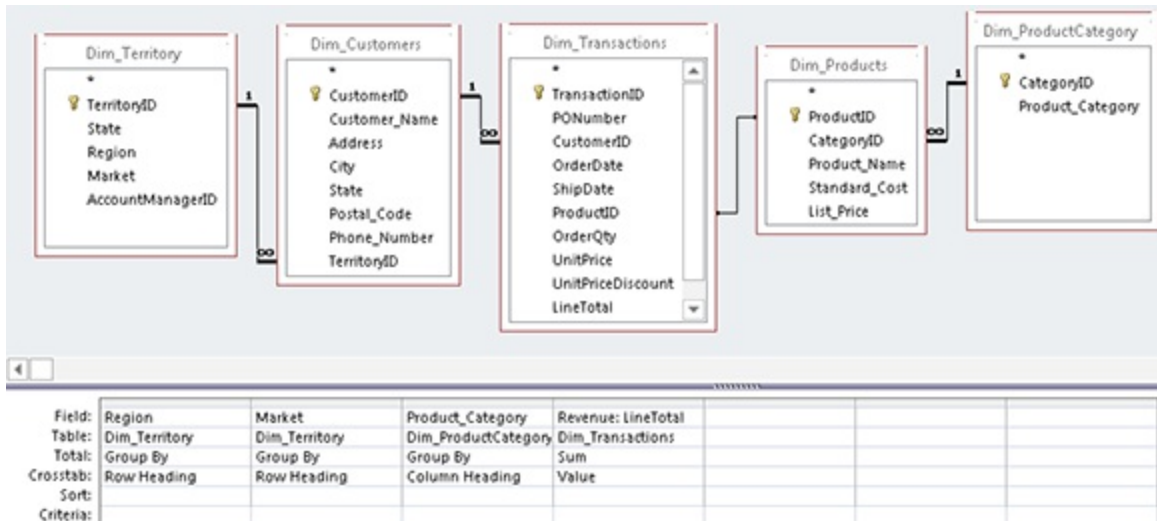 Dim_Territory
*
TerritoryID
State
Region
Market
AccountManagerID
1
∞
Dim_Customers
*
CustomerID
Customer_Name
Address
City
State
Postal_Code
Phone_Number
TerritoryID
1
∞
Dim_Transactions
*
TransactionID
PONumber
CustomerID
OrderDate
ShipDate
ProductID
OrderQty
UnitPrice
UnitPriceDiscount
LineTotal
Dim_Products
*
ProductID
CategoryID
Product_Name
Standard_Cost
List_Price
∞
1
Dim_ProductCategory
*
CategoryID
Product_Category
Field: Region Market Product_Category Revenue: LineTotal
Table: Dim_Territory Dim_Territory Dim_ProductCategory Dim_Transactions
Total: Group By Group By Group By Sum
Crosstab: Row Heading Row Heading Column Heading Value
Sort:
Criteria: